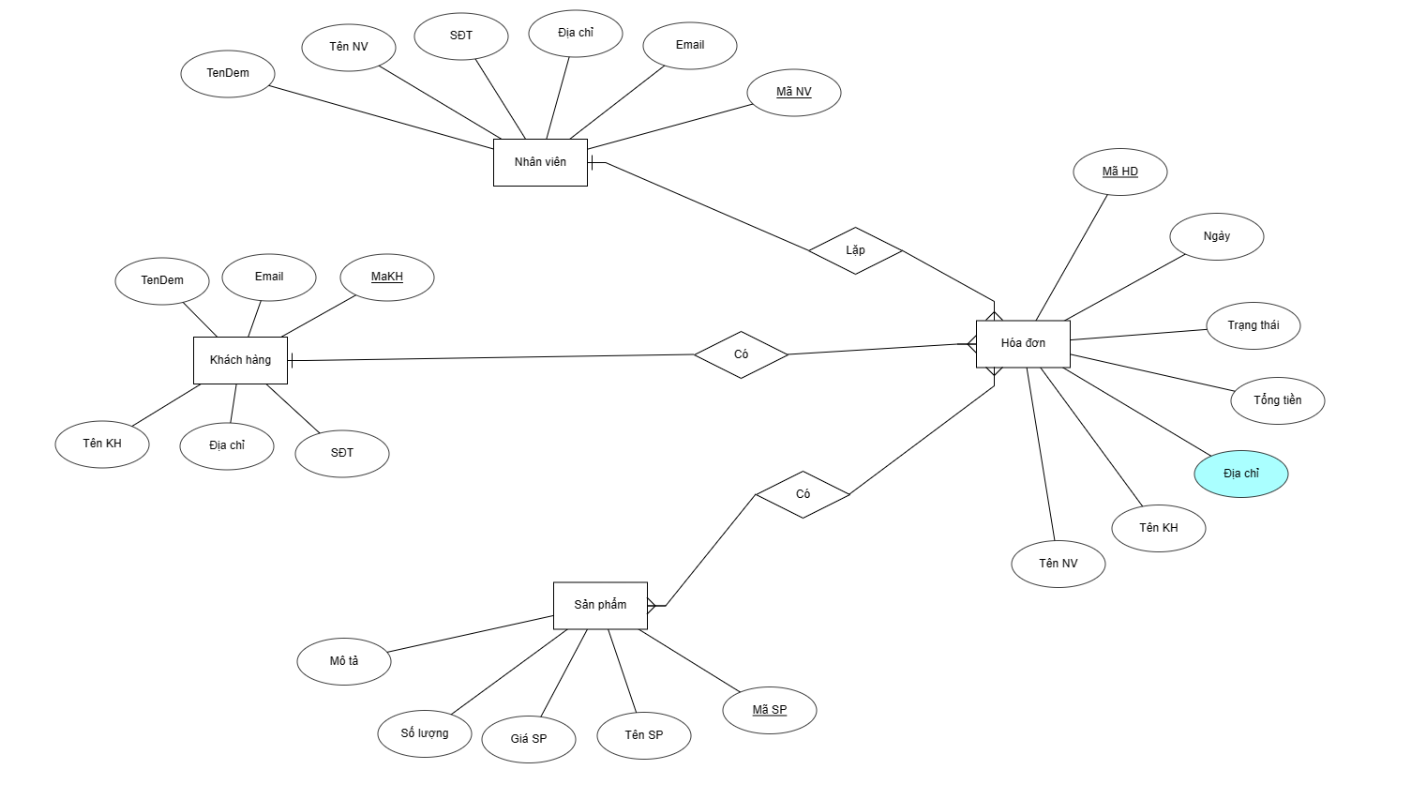 TenDem
Tên NV
SĐT
Địa chỉ
Email
Mã NV
Nhân viên
Mã HD
Ngày
Lập
TenDem
Email
MaKH
Khách hàng
Tên KH
Địa chỉ
SĐT
Có
Hóa đơn
Trạng thái
Tổng tiền
Địa chỉ
Tên KH
Tên NV
Có
Sản phẩm
Mô tả
Số lượng
Giá SP
Tên SP
Mã SP